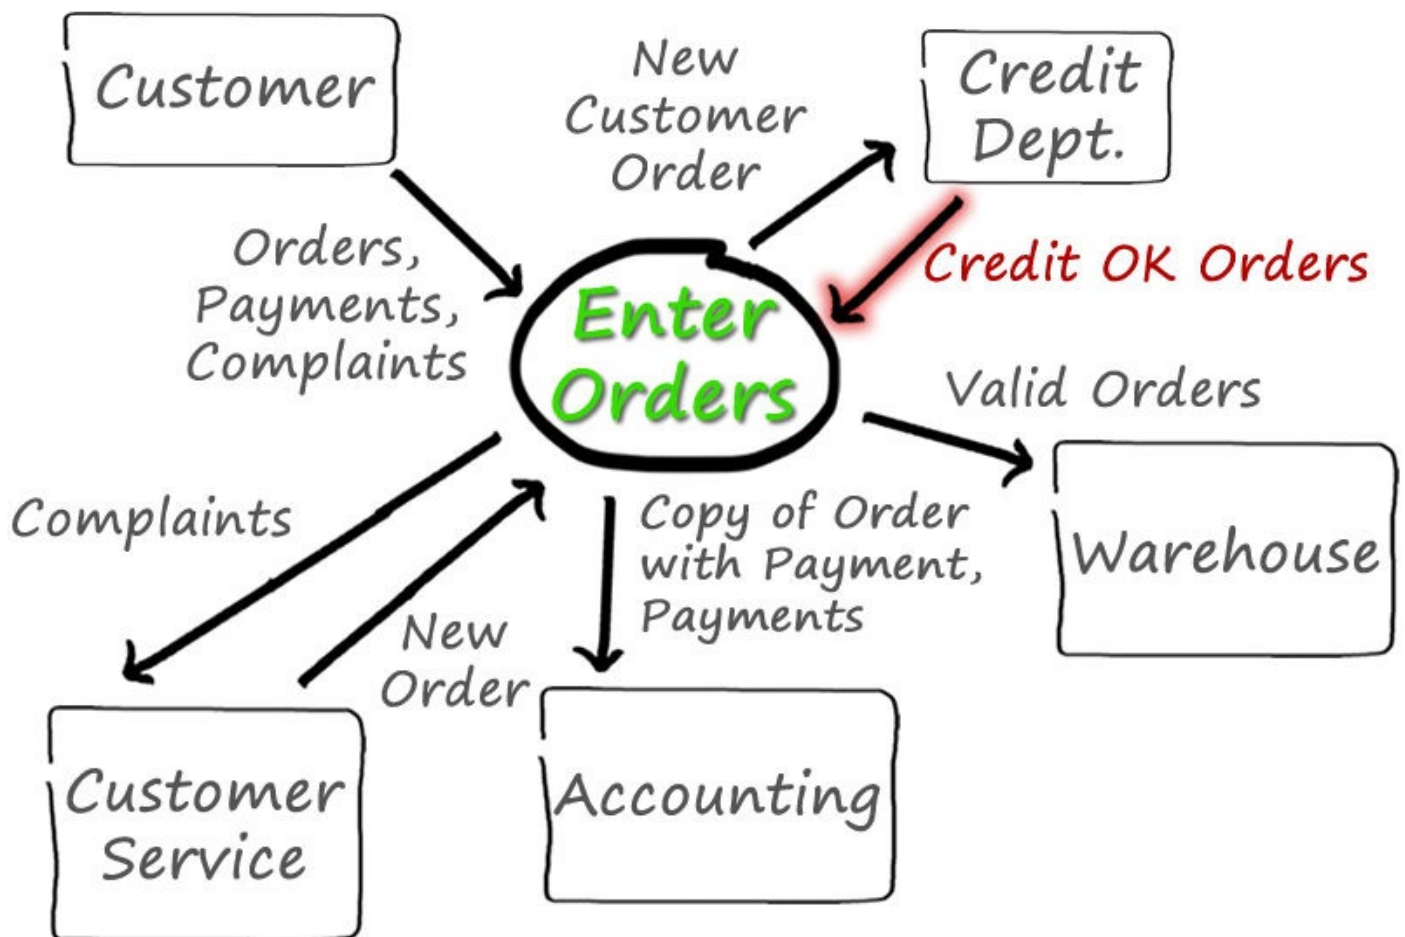 Customer
New
Customer
Order
Credit
Dept.
Orders,
Payments,
Complaints
Enter
Orders
Credit OK Orders
Valid Orders
Complaints
Copy of Order
with Payment,
Payments
Warehouse
New
Order
Customer
Service
Accounting